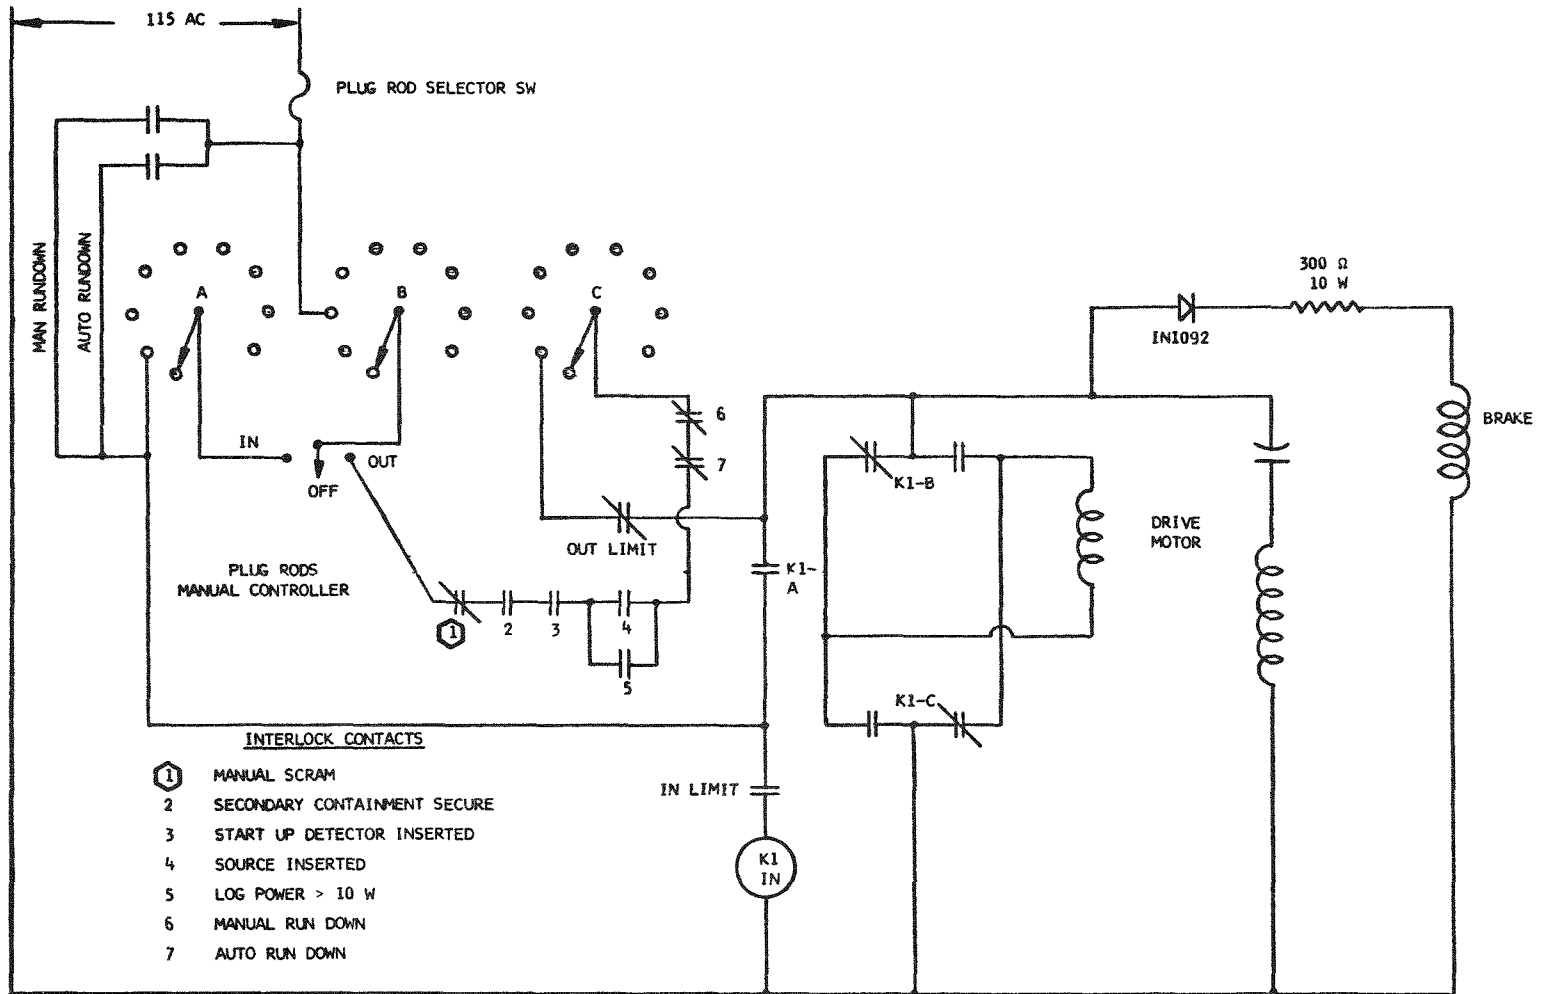 115 AC
PLUG ROD SELECTOR SW
MAN RUNDOWN
AUTO RUNDOWN
A
B
C
300 Ω
10 W
IN1092
BRAKE
6
7
IN
OUT
OFF
K1-B
OUT LIMIT
DRIVE
MOTOR
PLUG RODS
MANUAL CONTROLLER
K1-
A
1
2
3
4
5
K1-C
INTERLOCK CONTACTS
1 MANUAL SCRAM
2 SECONDARY CONTAINMENT SECURE
3 START UP DETECTOR INSERTED
4 SOURCE INSERTED
5 LOG POWER > 10 W
6 MANUAL RUN DOWN
7 AUTO RUN DOWN
IN LIMIT
K1
IN